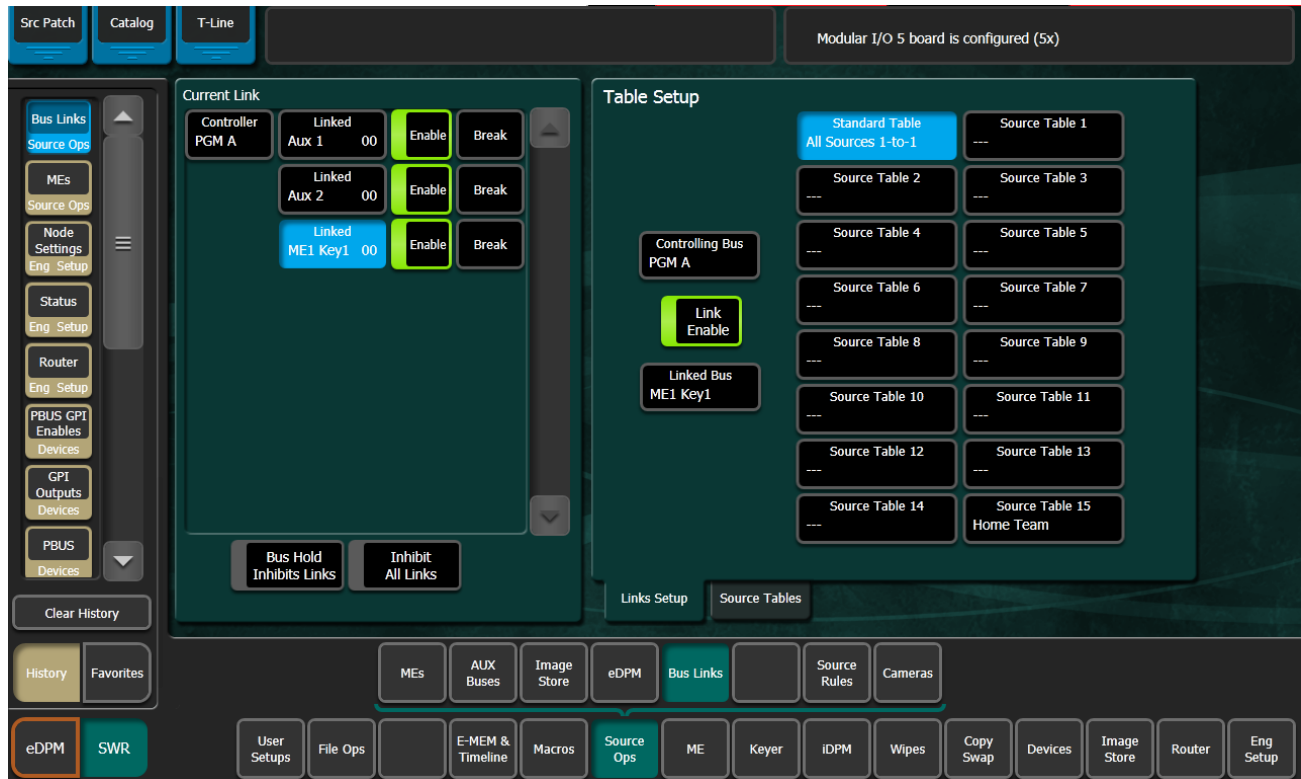 Src Patch
Catalog
T-Line
Modular I/O 5 board is configured (5x)
Bus Links
Source Ops
MEs
Source Ops
Node
Settings
Eng Setup
Status
Eng Setup
Router
Eng Setup
PBUS GPI
Enables
Devices
GPI
Outputs
Devices
PBUS
Devices
Clear History
History
Favorites
Current Link
Controller
PGM A
Linked
Aux 1 00
Enable
Break
Linked
Aux 2 00
Enable
Break
Linked
ME1 Key1 00
Enable
Break
Bus Hold
Inhibits Links
Inhibit
All Links
Table Setup
Controlling Bus
PGM A
Link
Enable
Linked Bus
ME1 Key1
Standard Table
All Sources 1-to-1
Source Table 1
---
Source Table 2
---
Source Table 3
---
Source Table 4
---
Source Table 5
---
Source Table 6
---
Source Table 7
---
Source Table 8
---
Source Table 9
---
Source Table 10
---
Source Table 11
---
Source Table 12
---
Source Table 13
---
Source Table 14
---
Source Table 15
Home Team
Links Setup
Source Tables
MEs
AUX
Buses
Image
Store
eDPM
Bus Links
Source
Rules
Cameras
eDPM
SWR
User
Setups
File Ops
E-MEM &
Timeline
Macros
Source
Ops
ME
Keyer
iDPM
Wipes
Copy
Swap
Devices
Image
Store
Router
Eng
Setup